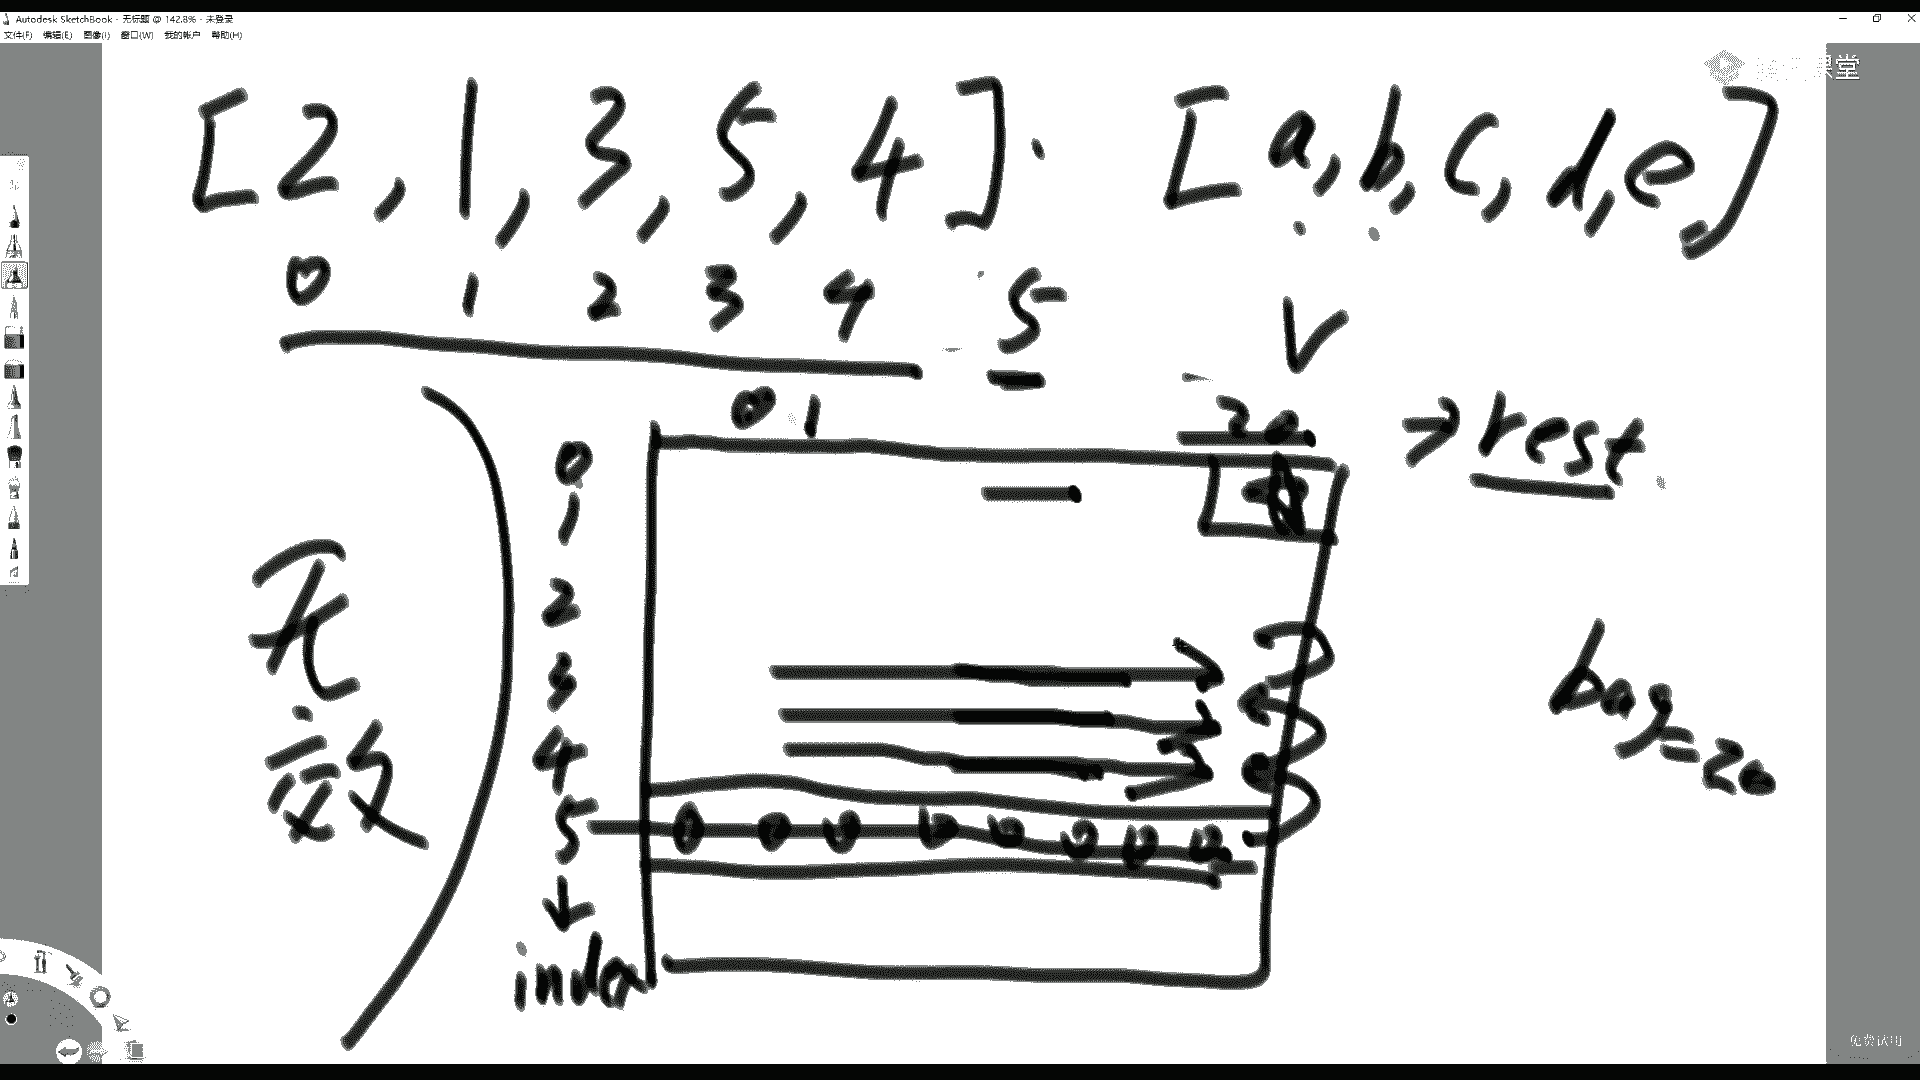 Autodesk SketchBook - 无标题 @ 142.8% - 未登录
文件(F) 编辑(E) 图像(I) 窗口(W) 我的帐户 帮助(H)
课堂
[2, 1, 3, 5, 4] [a, b, c, d, e]
0 1 2 3 4 5
0 1 20 → rest
0
1
2
3
4
5 0 0 0 0 0 0 0 0
index
无效
bag=20
免费试用